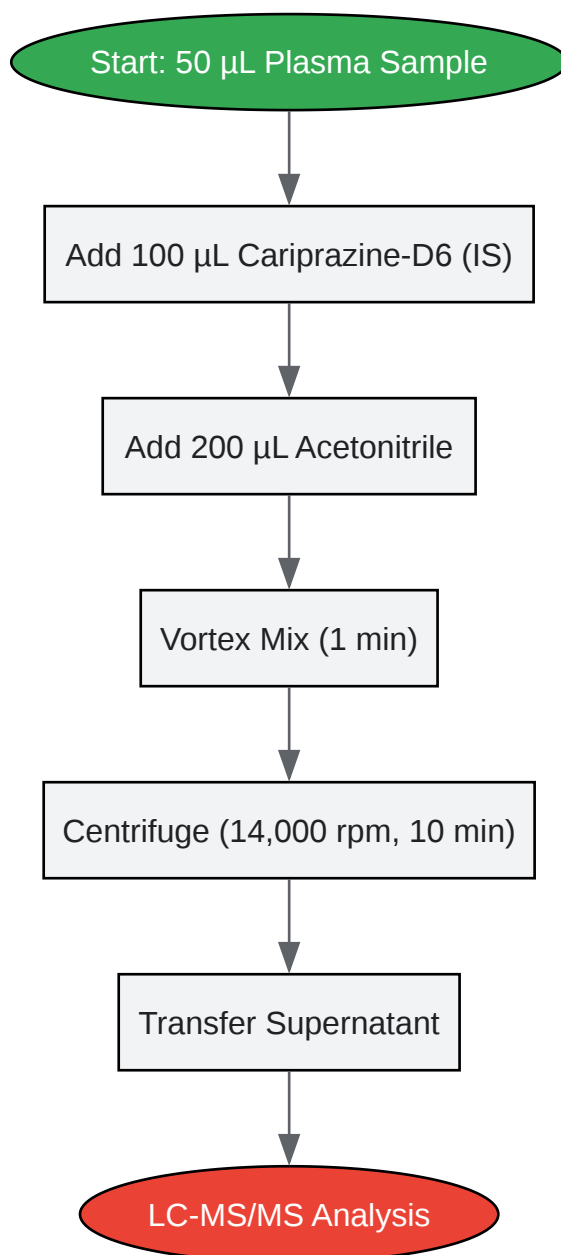 Start: 50 µL Plasma Sample
Add 100 µL Cariprazine-D6 (IS)
Add 200 µL Acetonitrile
Vortex Mix (1 min)
Centrifuge (14,000 rpm, 10 min)
Transfer Supernatant
LC-MS/MS Analysis